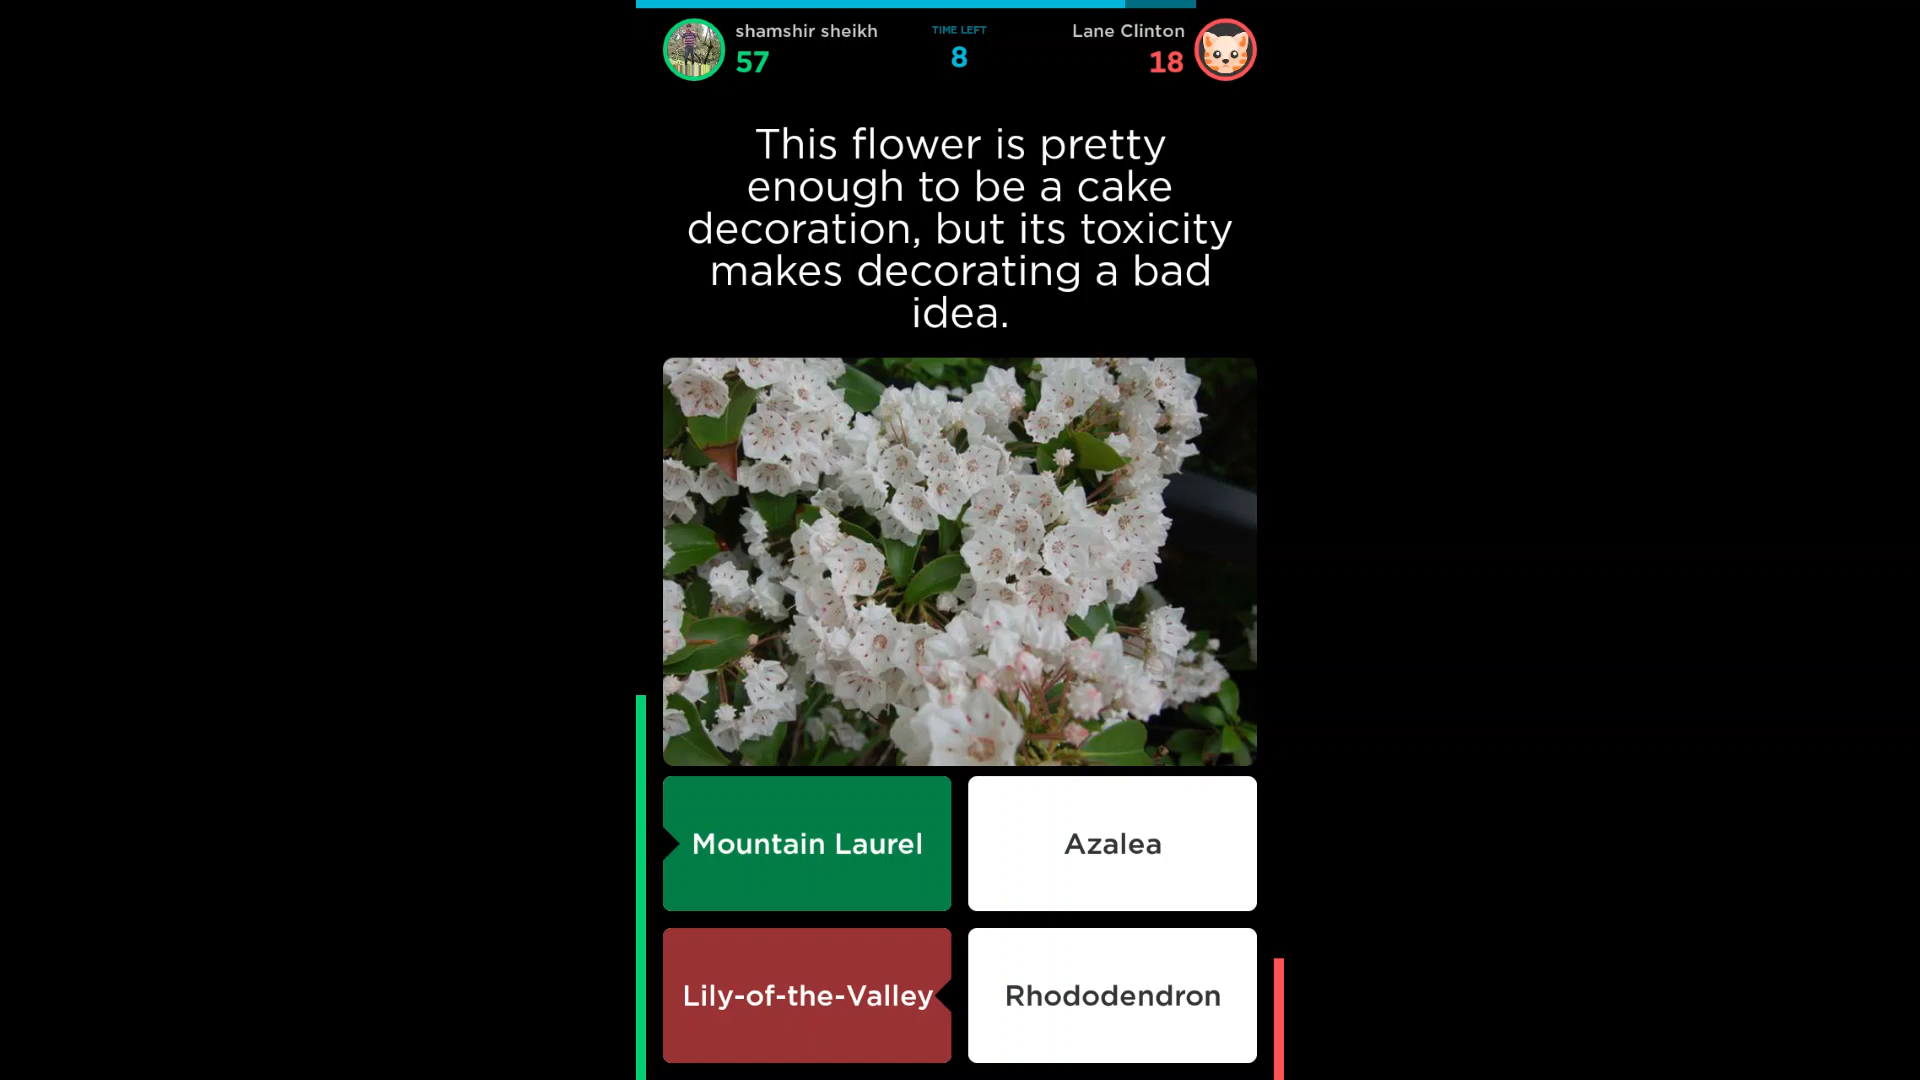 shamshir sheikh
57
TIME LEFT
8
Lane Clinton
18
This flower is pretty
enough to be a cake
decoration, but its toxicity
makes decorating a bad
idea.
Mountain Laurel
Azalea
Lily-of-the-Valley
Rhododendron